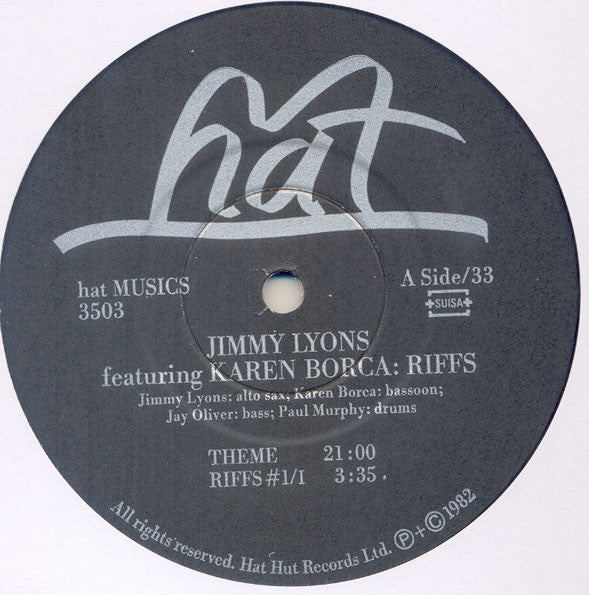 hat
hat MUSICS
3503
A Side/33
SUISA
JIMMY LYONS
featuring KAREN BORCA: RIFFS
Jimmy Lyons: alto sax; Karen Borca: bassoon;
Jay Oliver: bass; Paul Murphy: drums
THEME 21:00
RIFFS #1/I 3:35.
All rights reserved. Hat Hut Records Ltd. ℗+©1982